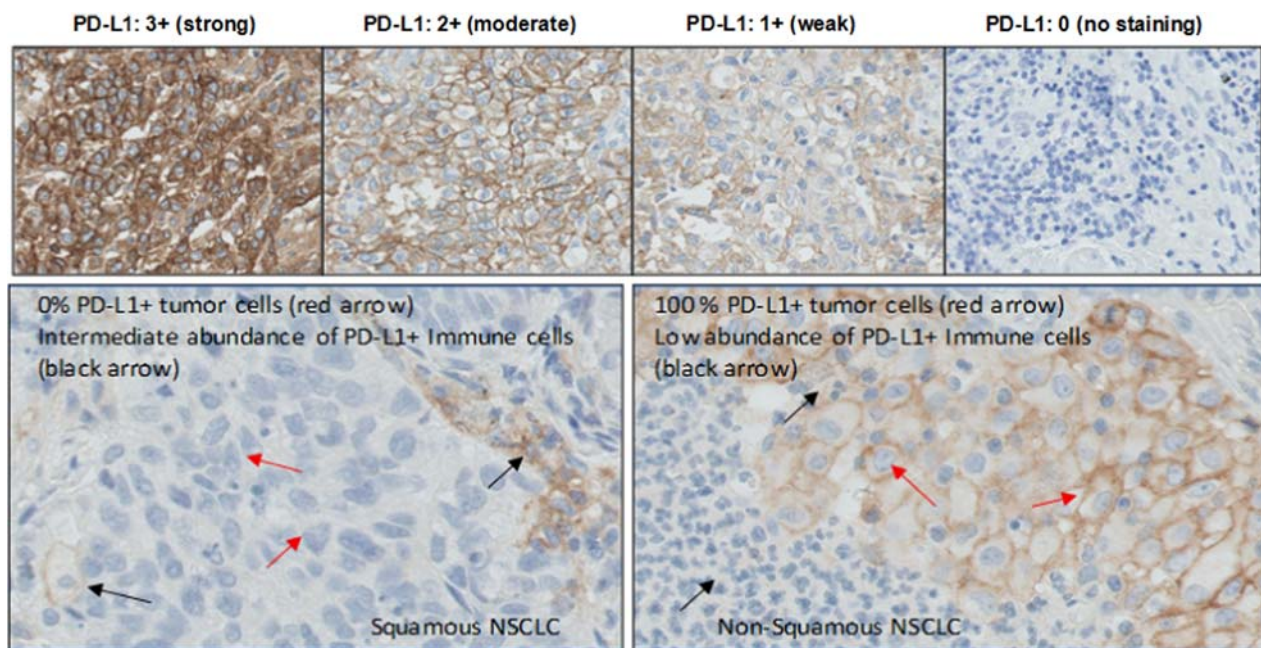 PD-L1: 3+ (strong)
PD-L1: 2+ (moderate)
PD-L1: 1+ (weak)
PD-L1: 0 (no staining)
0% PD-L1+ tumor cells (red arrow)
Intermediate abundance of PD-L1+ Immune cells
(black arrow)
Squamous NSCLC
100% PD-L1+ tumor cells (red arrow)
Low abundance of PD-L1+ Immune cells
(black arrow)
Non-Squamous NSCLC